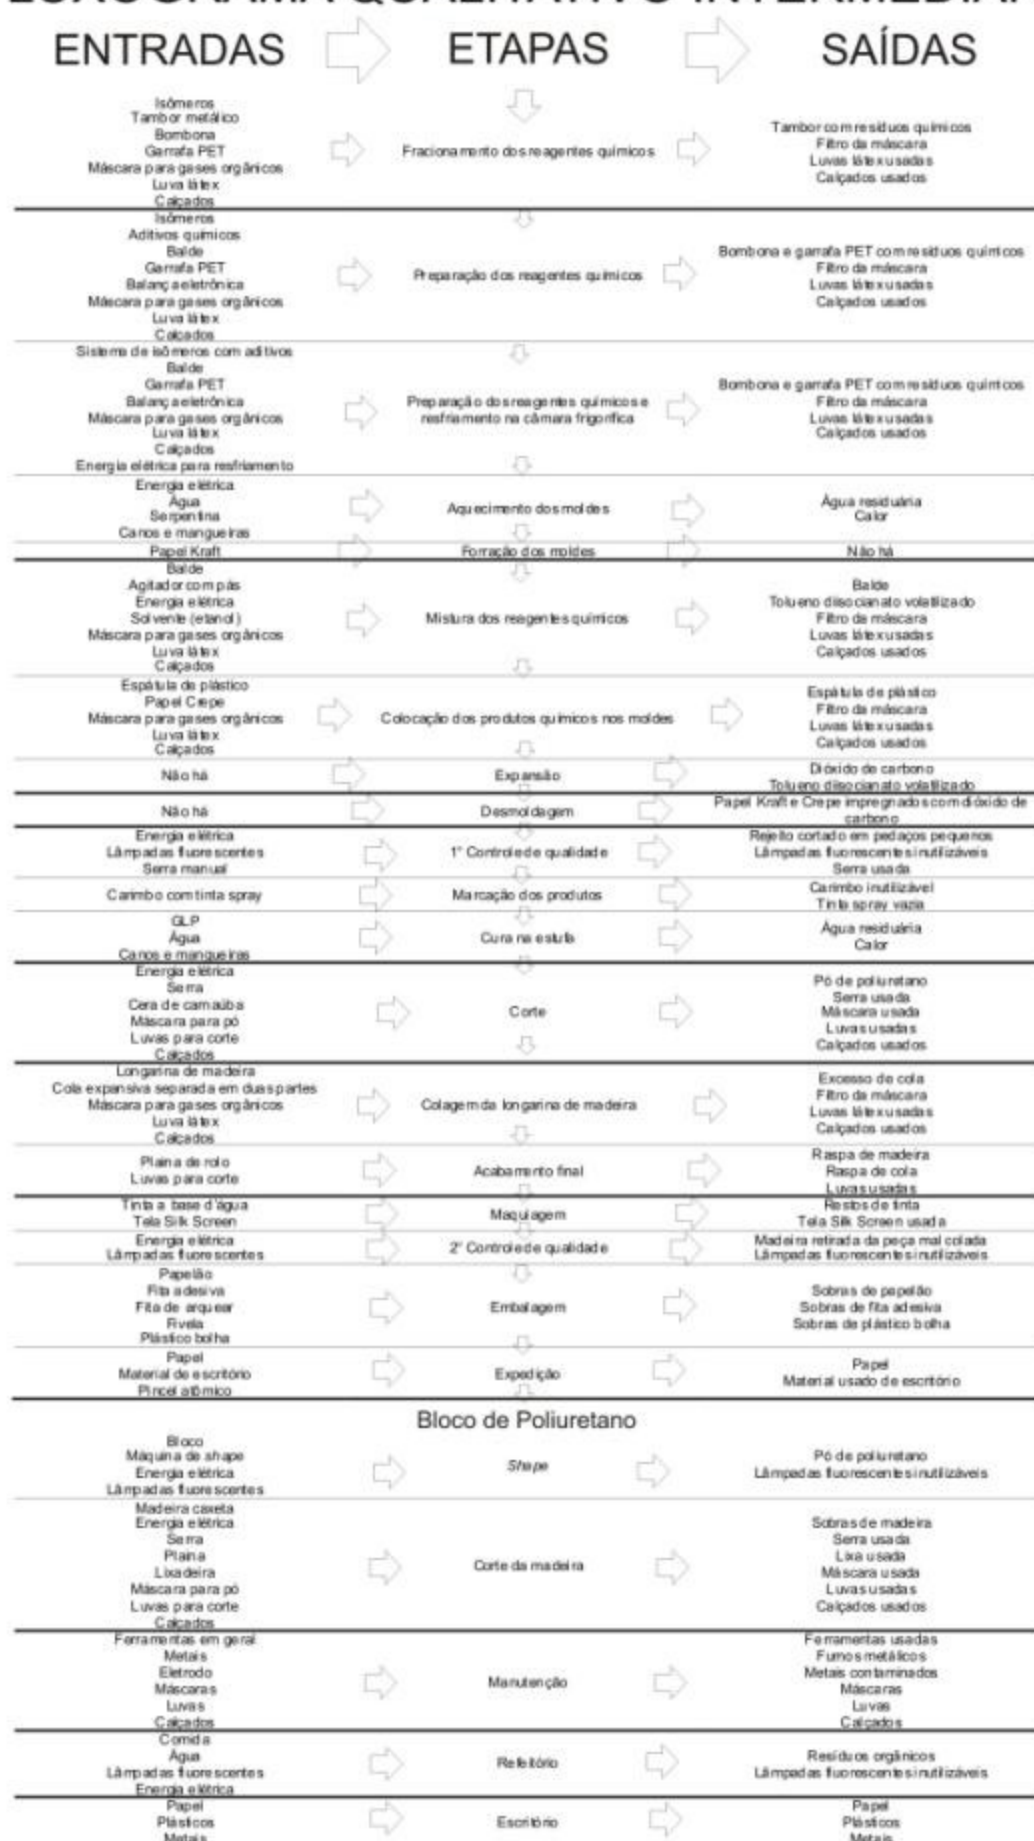 QUALITATIVO
ENTRADAS
ETAPAS
SAÍDAS
Isômeros
Tambor metálico
Bombona
Garrafa PET
Máscara para gases orgânicos
Luva látex
Calçados
Fracionamento dos reagentes químicos
Tambor com resíduos químicos
Filtro da máscara
Luvas látex usadas
Calçados usados
Isômeros
Aditivos químicos
Balde
Garrafa PET
Balança eletrônica
Máscara para gases orgânicos
Luva látex
Calçados
Preparação dos reagentes químicos
Bombona e garrafa PET com resíduos químicos
Filtro da máscara
Luvas látex usadas
Calçados usados
Sistema de isômeros com aditivos
Balde
Garrafa PET
Balança eletrônica
Máscara para gases orgânicos
Luva látex
Calçados
Energia elétrica para resfriamento
Preparação dos reagentes químicos e
resfriamento na câmara frigorífica
Bombona e garrafa PET com resíduos químicos
Filtro da máscara
Luvas látex usadas
Calçados usados
Energia elétrica
Água
Serpentina
Canos e mangueiras
Aquecimento dos moldes
Água residuária
Calor
Papel Kraft
Forração dos moldes
Não há
Balde
Agitador com pás
Energia elétrica
Solvente (etanol)
Máscara para gases orgânicos
Luva látex
Calçados
Mistura dos reagentes químicos
Balde
Tolueno diisocianato volatilizado
Filtro da máscara
Luvas látex usadas
Calçados usados
Espátula de plástico
Papel Crepe
Máscara para gases orgânicos
Luva látex
Calçados
Colocação dos produtos químicos nos moldes
Espátula de plástico
Filtro da máscara
Luvas látex usadas
Calçados usados
Não há
Expansão
Dióxido de carbono
Tolueno diisocianato volatilizado
Não há
Desmoldagem
Papel Kraft e Crepe impregnados com dióxido de
carbono
Energia elétrica
Lâmpadas fluorescentes
Serra manual
1° Controle de qualidade
Rejeito cortado em pedaços pequenos
Lâmpadas fluorescentes inutilizáveis
Serra usada
Carimbo com tinta spray
Marcação dos produtos
Carimbo inutilizável
Tinta spray vazia
GLP
Água
Canos e mangueiras
Cura na estufa
Água residuária
Calor
Energia elétrica
Serra
Cera de carnaúba
Máscara para pó
Luvas para corte
Calçados
Corte
Pó de poliuretano
Serra usada
Máscara usada
Luvas usadas
Calçados usados
Longarina de madeira
Cola expansiva separada em duas partes
Máscara para gases orgânicos
Luva látex
Calçados
Colagem da longarina de madeira
Excesso de cola
Filtro da máscara
Luvas látex usadas
Calçados usados
Plaina de rolo
Luvas para corte
Acabamento final
Raspa de madeira
Raspa de cola
Luvas usadas
Tinta a base d'água
Tela Silk Screen
Maquiagem
Restos de tinta
Tela Silk Screen usada
Energia elétrica
Lâmpadas fluorescentes
2° Controle de qualidade
Madeira retirada da peça mal colada
Lâmpadas fluorescentes inutilizáveis
Papelão
Fita adesiva
Fita de arquear
Fivela
Plástico bolha
Embalagem
Sobras de papelão
Sobras de fita adesiva
Sobras de plástico bolha
Papel
Material de escritório
Pincel atômico
Expedição
Papel
Material usado de escritório
Bloco de Poliuretano
Bloco
Máquina de shape
Energia elétrica
Lâmpadas fluorescentes
Shape
Pó de poliuretano
Lâmpadas fluorescentes inutilizáveis
Madeira caxeta
Energia elétrica
Serra
Plaina
Lixadeira
Máscara para pó
Luvas para corte
Calçados
Corte da madeira
Sobras de madeira
Serra usada
Lixa usada
Máscara usada
Luvas usadas
Calçados usados
Ferramentas em geral
Metais
Eletrodo
Máscaras
Luvas
Calçados
Manutenção
Ferramentas usadas
Fumos metálicos
Metais contaminados
Máscaras
Luvas
Calçados
Comida
Água
Lâmpadas fluorescentes
Energia elétrica
Refeitório
Resíduos orgânicos
Lâmpadas fluorescentes inutilizáveis
Papel
Plásticos
Metais
Escritório
Papel
Plásticos
Metais